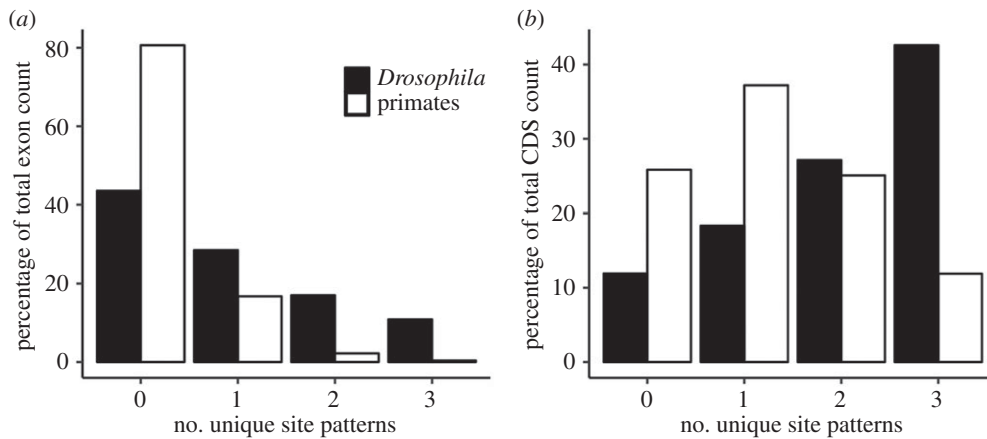 (a)
percentage of total exon count
80
60
40
20
0
Drosophila
primates
0 1 2 3
no. unique site patterns
(b)
percentage of total CDS count
40
30
20
10
0
0 1 2 3
no. unique site patterns